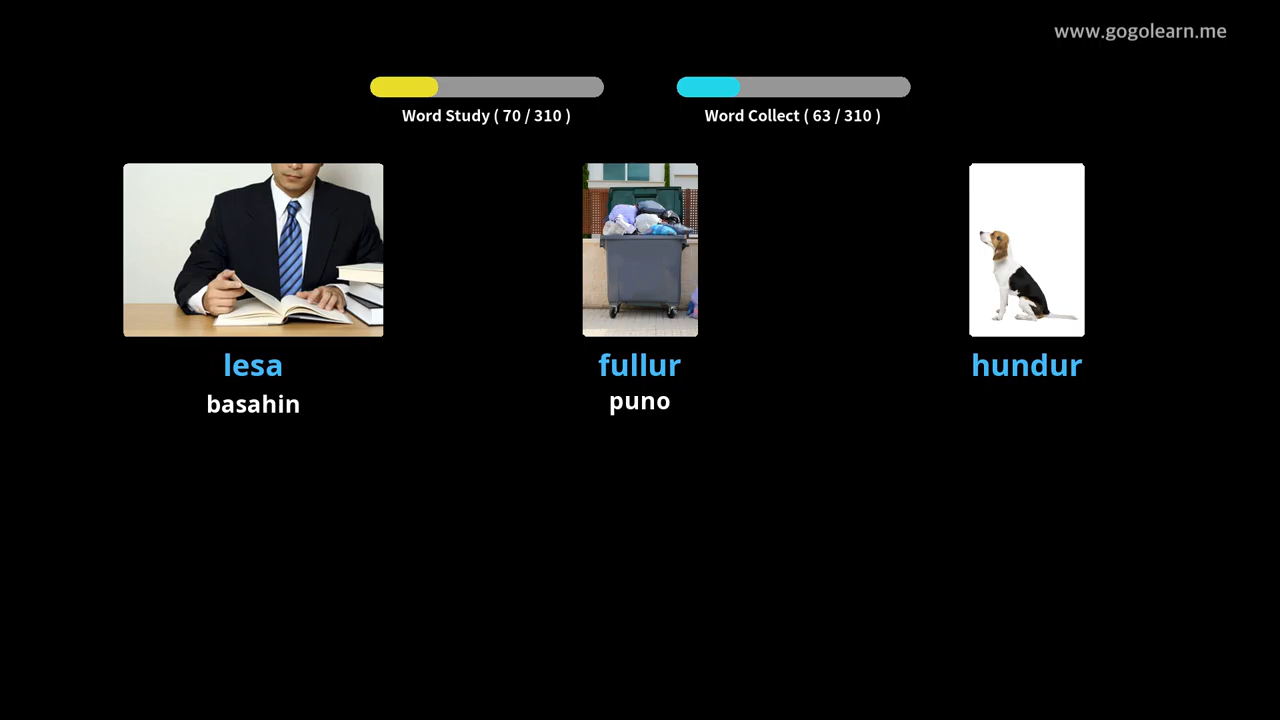 www.gogolearn.me
Word Study ( 70 / 310 )
Word Collect ( 63 / 310 )
lesa
basahin
fullur
puno
hundur